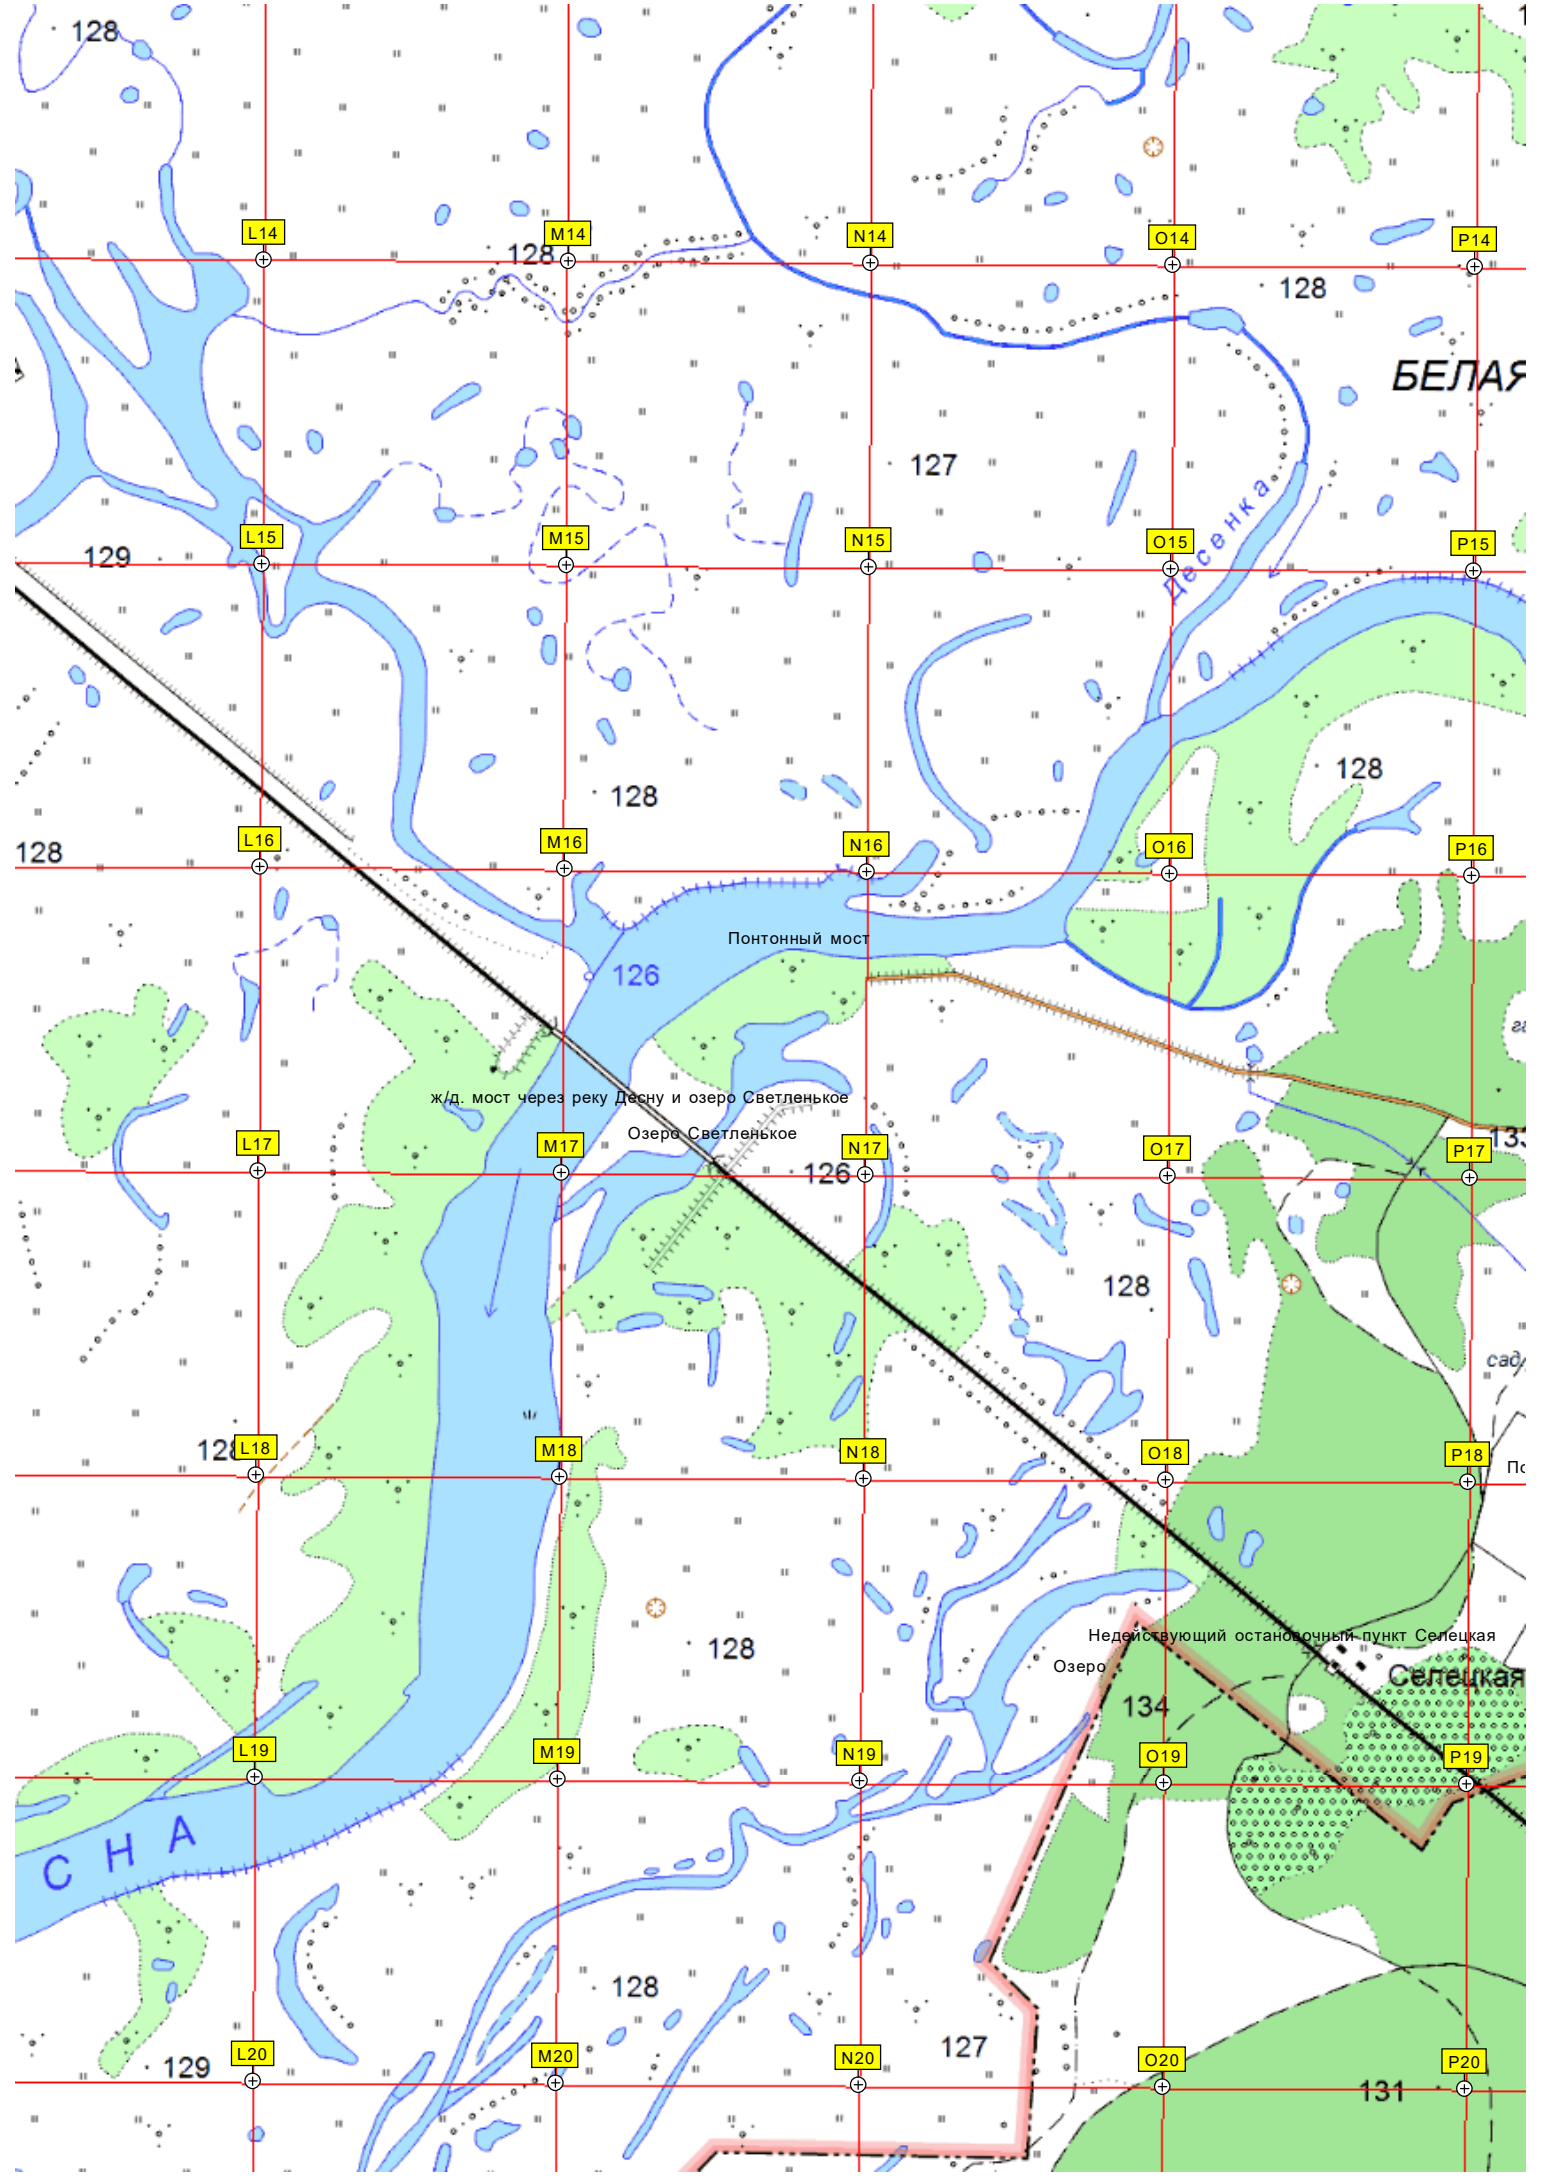 128
L14
M14
128
N14
O14
P14
128
БЕЛАЯ
127
Десенка
L15
M15
N15
O15
P15
129
128
128
128
L16
M16
N16
O16
P16
Понтонный мост
126
ж/д. мост через реку Десну и озеро Светленькое
Озеро Светленькое
133
L17
M17
126
N17
O17
P17
128
сад.
128
L18
M18
N18
O18
P18
По
128
Недействующий остановочный пункт Селецкая
Озеро
Селецкая
134
L19
M19
N19
O19
P19
СНА
128
127
129
L20
M20
N20
O20
P20
131